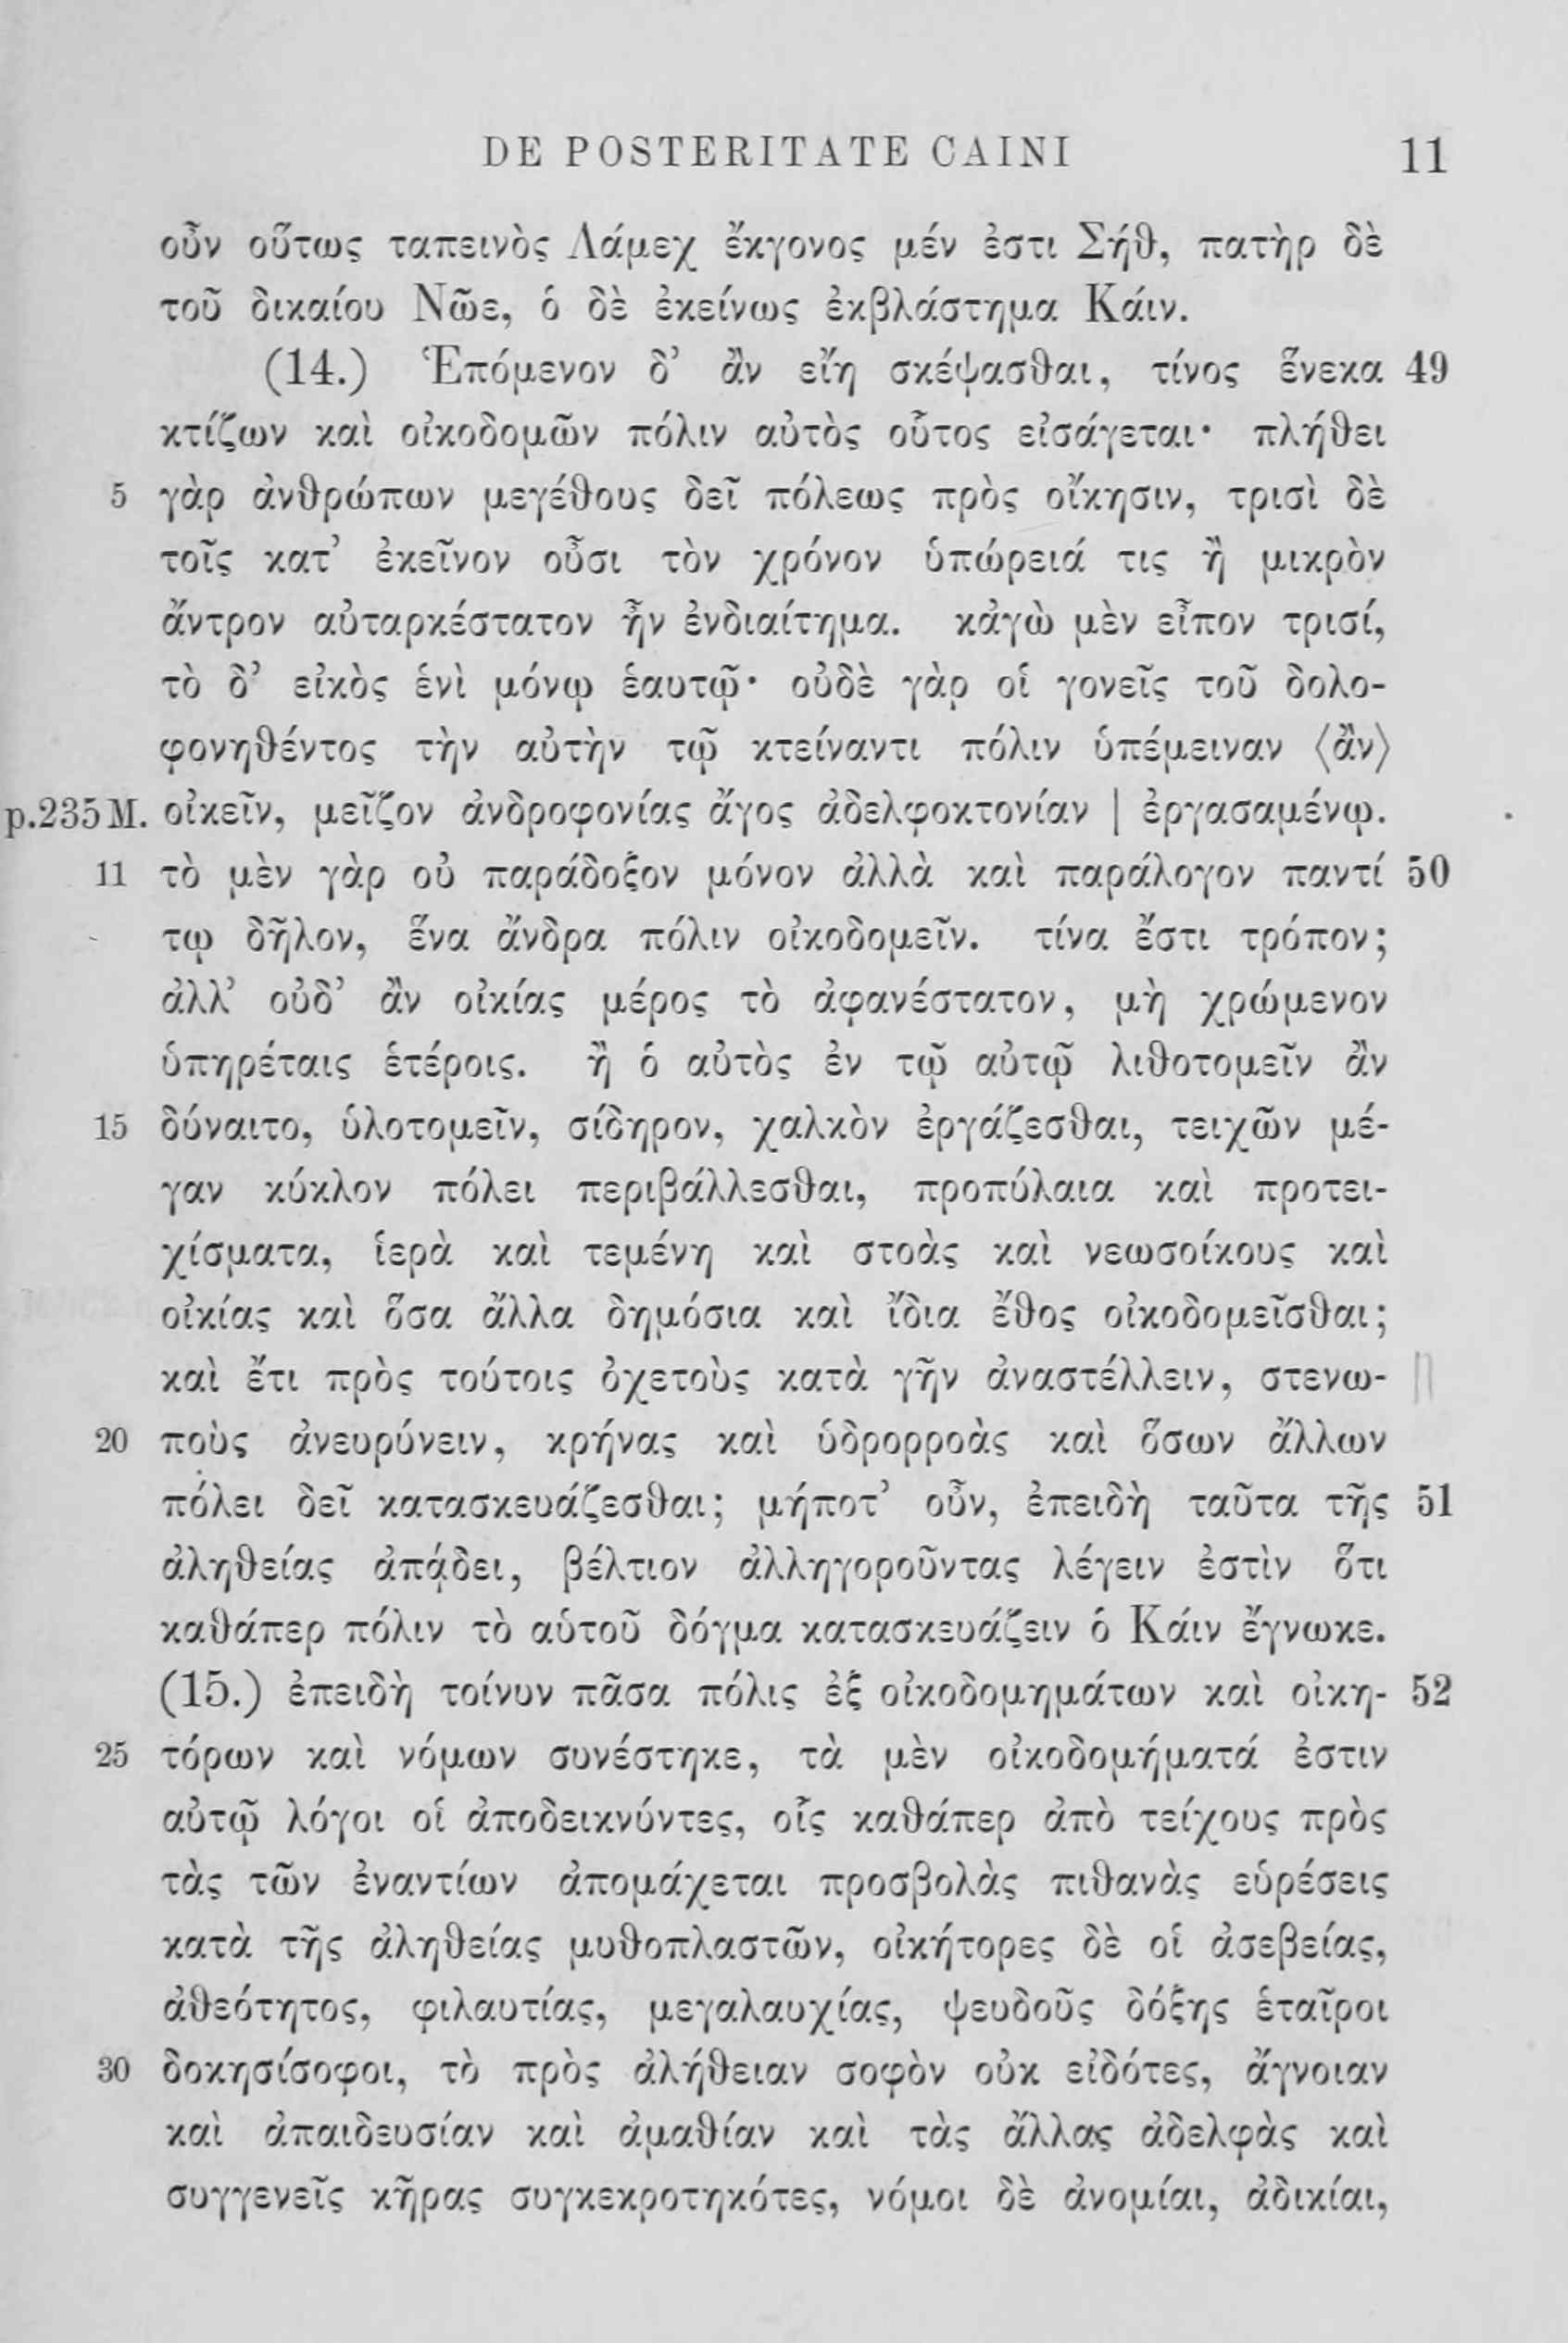 DE POSTERITATE CAINI 11
οὖν οὕτως ταπεινὸς Λάμεχ ἔκγονος μέν ἐστι Σήθ, πατὴρ δὲ
τοῦ δικαίου Νῶε, ὁ δὲ ἐκείνως ἐκβλάστημα Κάιν.
(14.) Ἑπόμενον δ’ ἂν εἴη σκέψασθαι, τίνος ἕνεκα 49
κτίζων καὶ οἰκοδομῶν πόλιν αὐτὸς οὗτος εἰσάγεται· πλήθει
5 γὰρ ἀνθρώπων μεγέθους δεῖ πόλεως πρὸς οἴκησιν, τρισὶ δὲ
τοῖς κατ’ ἐκεῖνον οὖσι τὸν χρόνον ὑπώρειά τις ἢ μικρὸν
ἄντρον αὐταρκέστατον ἦν ἐνδιαίτημα. κἀγὼ μὲν εἶπον τρισί,
τὸ δ’ εἰκὸς ἑνὶ μόνῳ ἑαυτῷ· οὐδὲ γὰρ οἱ γονεῖς τοῦ δολο-
φονηθέντος τὴν αὐτὴν τῷ κτείναντι πόλιν ὑπέμειναν ⟨ἂν⟩
p.235 M. οἰκεῖν, μεῖζον ἀνδροφονίας ἄγος ἀδελφοκτονίαν | ἐργασαμένῳ.
11 τὸ μὲν γὰρ οὐ παράδοξον μόνον ἀλλὰ καὶ παράλογον παντί 50
τῳ δῆλον, ἕνα ἄνδρα πόλιν οἰκοδομεῖν. τίνα ἔστι τρόπον;
ἀλλ’ οὐδ’ ἂν οἰκίας μέρος τὸ ἀφανέστατον, μὴ χρώμενον
ὑπηρέταις ἑτέροις. ἢ ὁ αὐτὸς ἐν τῷ αὐτῷ λιθοτομεῖν ἂν
15 δύναιτο, ὑλοτομεῖν, σίδηρον, χαλκὸν ἐργάζεσθαι, τειχῶν μέ-
γαν κύκλον πόλει περιβάλλεσθαι, προπύλαια καὶ προτει-
χίσματα, ἱερὰ καὶ τεμένη καὶ στοὰς καὶ νεωσοίκους καὶ
οἰκίας καὶ ὅσα ἄλλα δημόσια καὶ ἴδια ἔθος οἰκοδομεῖσθαι;
καὶ ἔτι πρὸς τούτοις ὀχετοὺς κατὰ γῆν ἀναστέλλειν, στενω-
20 ποὺς ἀνευρύνειν, κρήνας καὶ ὑδρορροὰς καὶ ὅσων ἄλλων
πόλει δεῖ κατασκευάζεσθαι; μήποτ’ οὖν, ἐπειδὴ ταῦτα τῆς 51
ἀληθείας ἀπᾴδει, βέλτιον ἀλληγοροῦντας λέγειν ἐστὶν ὅτι
καθάπερ πόλιν τὸ αὑτοῦ δόγμα κατασκευάζειν ὁ Κάιν ἔγνωκε.
(15.) ἐπειδὴ τοίνυν πᾶσα πόλις ἐξ οἰκοδομημάτων καὶ οἰκη- 52
25 τόρων καὶ νόμων συνέστηκε, τὰ μὲν οἰκοδομήματά ἐστιν
αὐτῷ λόγοι οἱ ἀποδεικνύντες, οἷς καθάπερ ἀπὸ τείχους πρὸς
τὰς τῶν ἐναντίων ἀπομάχεται προσβολὰς πιθανὰς εὑρέσεις
κατὰ τῆς ἀληθείας μυθοπλαστῶν, οἰκήτορες δὲ οἱ ἀσεβείας,
ἀθεότητος, φιλαυτίας, μεγαλαυχίας, ψευδοῦς δόξης ἑταῖροι
30 δοκησίσοφοι, τὸ πρὸς ἀλήθειαν σοφὸν οὐκ εἰδότες, ἄγνοιαν
καὶ ἀπαιδευσίαν καὶ ἀμαθίαν καὶ τὰς ἄλλας ἀδελφὰς καὶ
συγγενεῖς κῆρας συγκεκροτηκότες, νόμοι δὲ ἀνομίαι, ἀδικίαι,